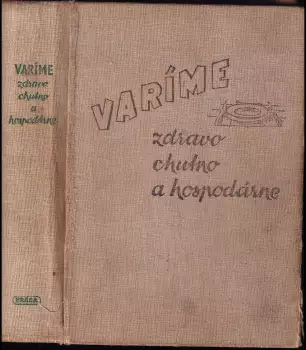 VARÍME
zdravo
chutno
a hospodárne
PRÁCA
VARÍME
zdravo
chutno
a hospodárne